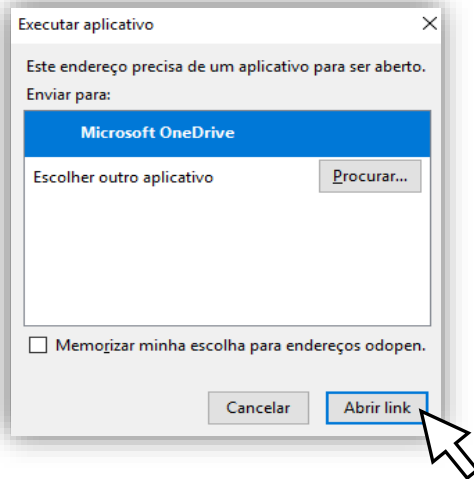 Executar aplicativo
Este endereço precisa de um aplicativo para ser aberto.
Enviar para:
Microsoft OneDrive
Escolher outro aplicativo Procurar...
Memorizar minha escolha para endereços odopen.
Cancelar Abrir link